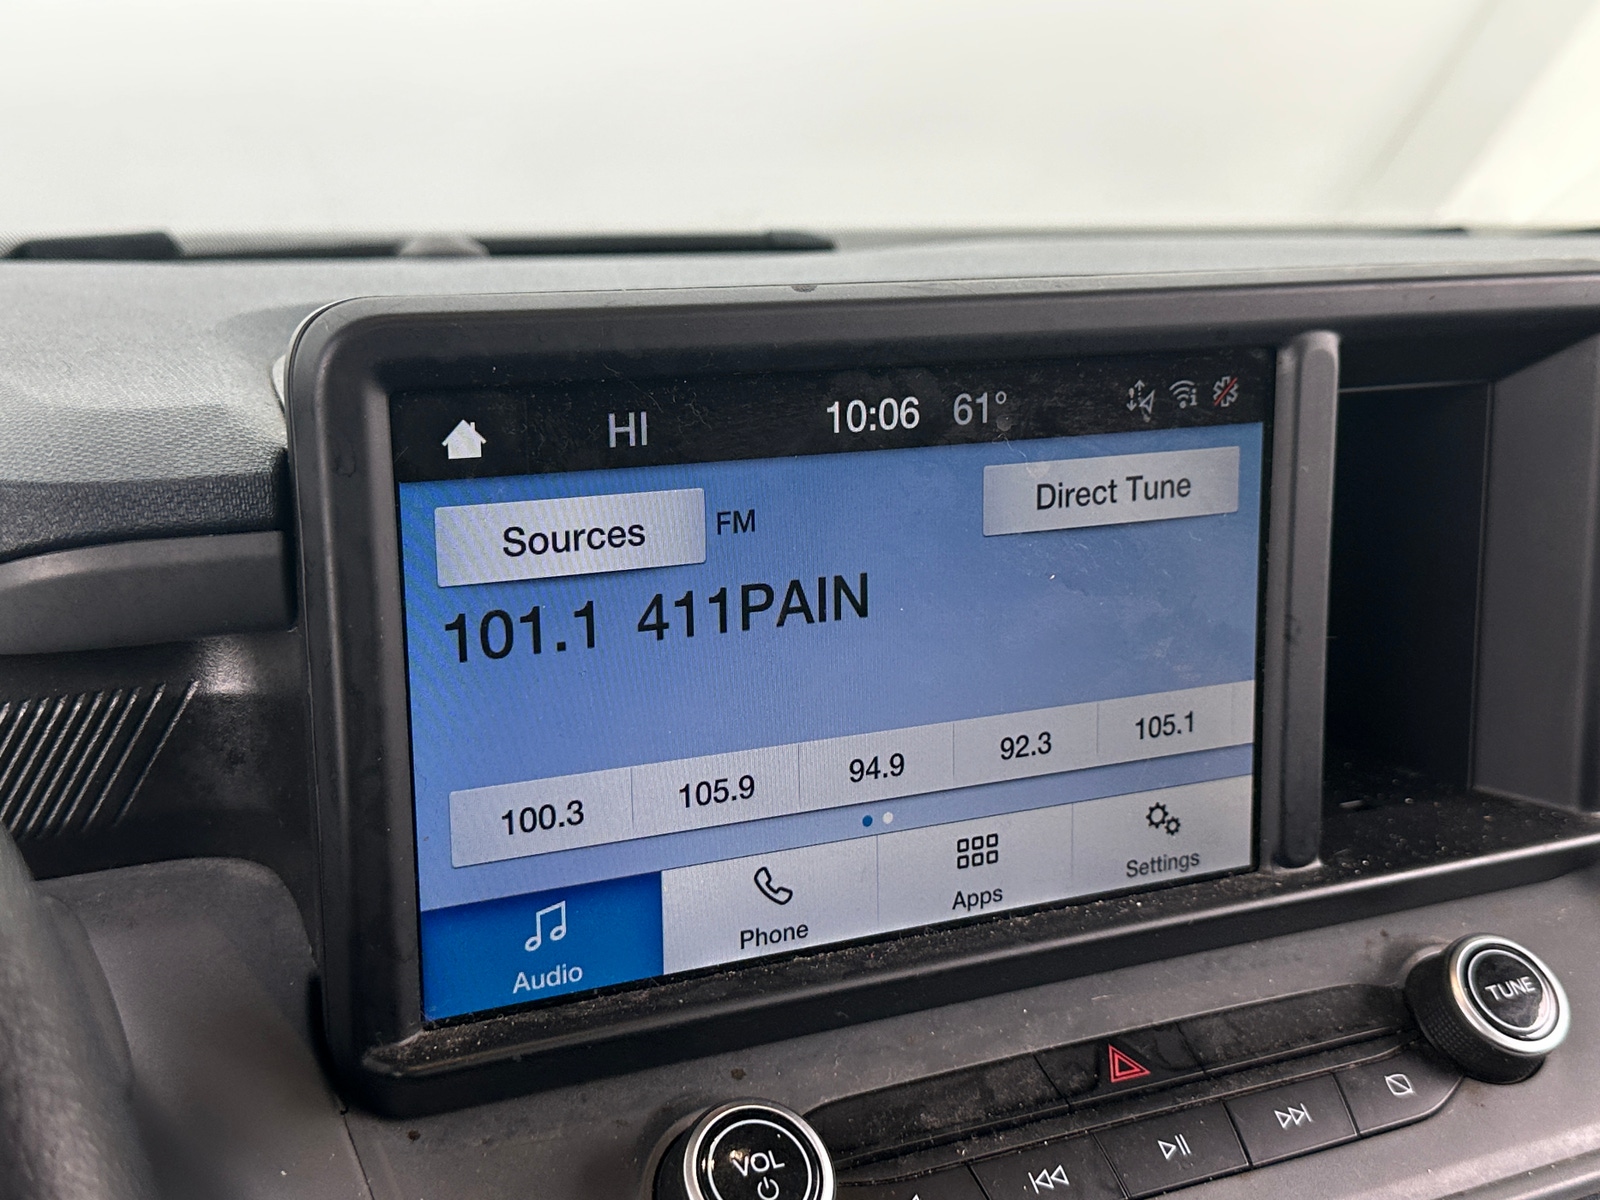 HI 10:06 61°
Sources FM Direct Tune
101.1 411PAIN
100.3 105.9 94.9 92.3 105.1
Audio Phone Apps Settings
TUNE
VOL